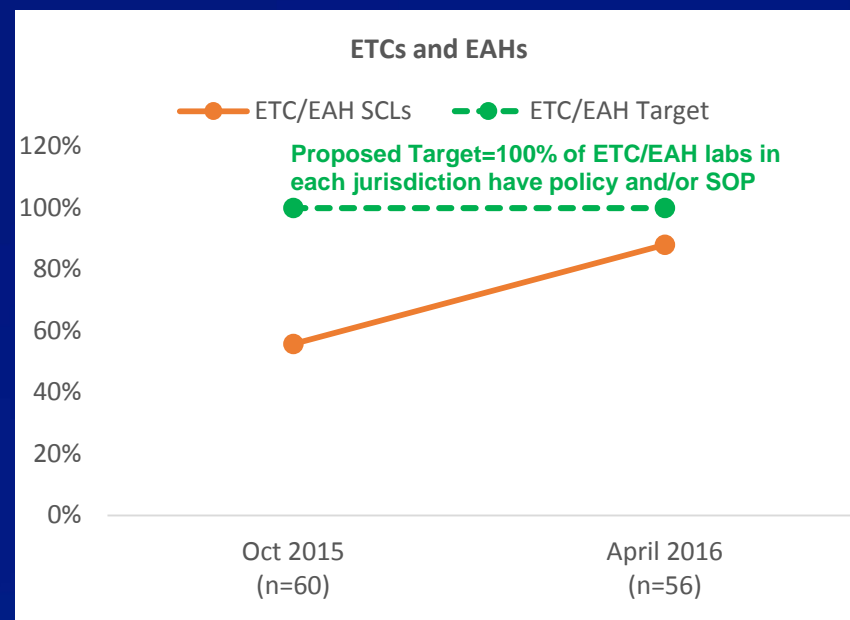 ETCs and EAHs
ETC/EAH SCLs
ETC/EAH Target
Proposed Target=100% of ETC/EAH labs in
each jurisdiction have policy and/or SOP
120%
100%
80%
60%
40%
20%
0%
Oct 2015
(n=60)
April 2016
(n=56)